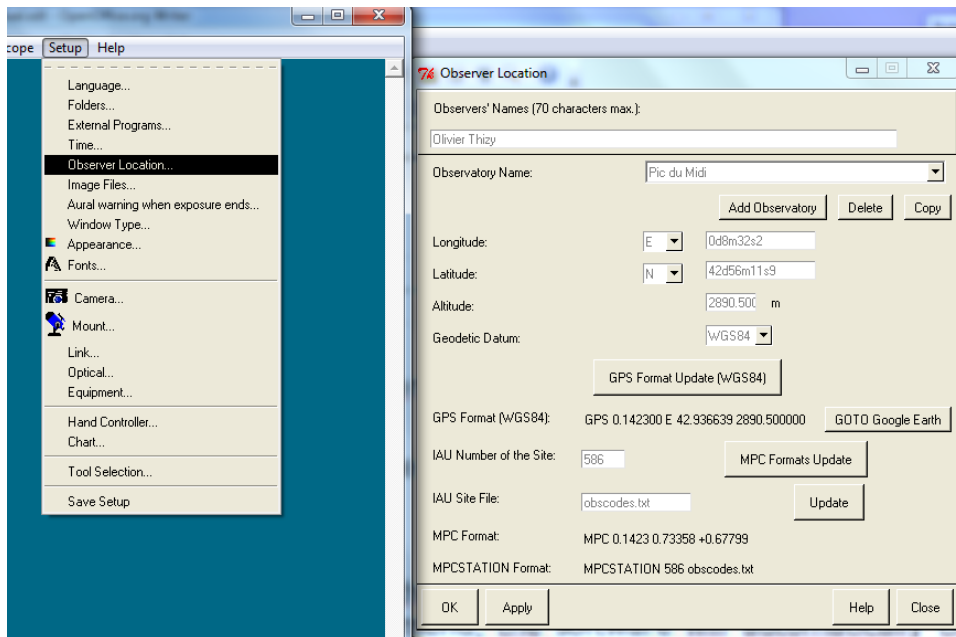 cope Setup Help
Language...
Folders...
External Programs...
Time...
Observer Location...
Image Files...
Aural warning when exposure ends...
Window Type...
Appearance...
Fonts...
Camera...
Mount...
Link...
Optical...
Equipment...
Hand Controller...
Chart...
Tool Selection...
Save Setup
Observer Location
Observers' Names (70 characters max.):
Olivier Thizy
Observatory Name: Pic du Midi
Add Observatory Delete Copy
Longitude: E 0d8m32s2
Latitude: N 42d56m11s9
Altitude: 2890.500 m
Geodetic Datum: WGS84
GPS Format Update (WGS84)
GPS Format (WGS84): GPS 0.142300 E 42.936639 2890.500000 GOTO Google Earth
IAU Number of the Site: 586 MPC Formats Update
IAU Site File: obscodes.txt Update
MPC Format: MPC 0.1423 0.73358 +0.67799
MPCSTATION Format: MPCSTATION 586 obscodes.txt
OK Apply Help Close